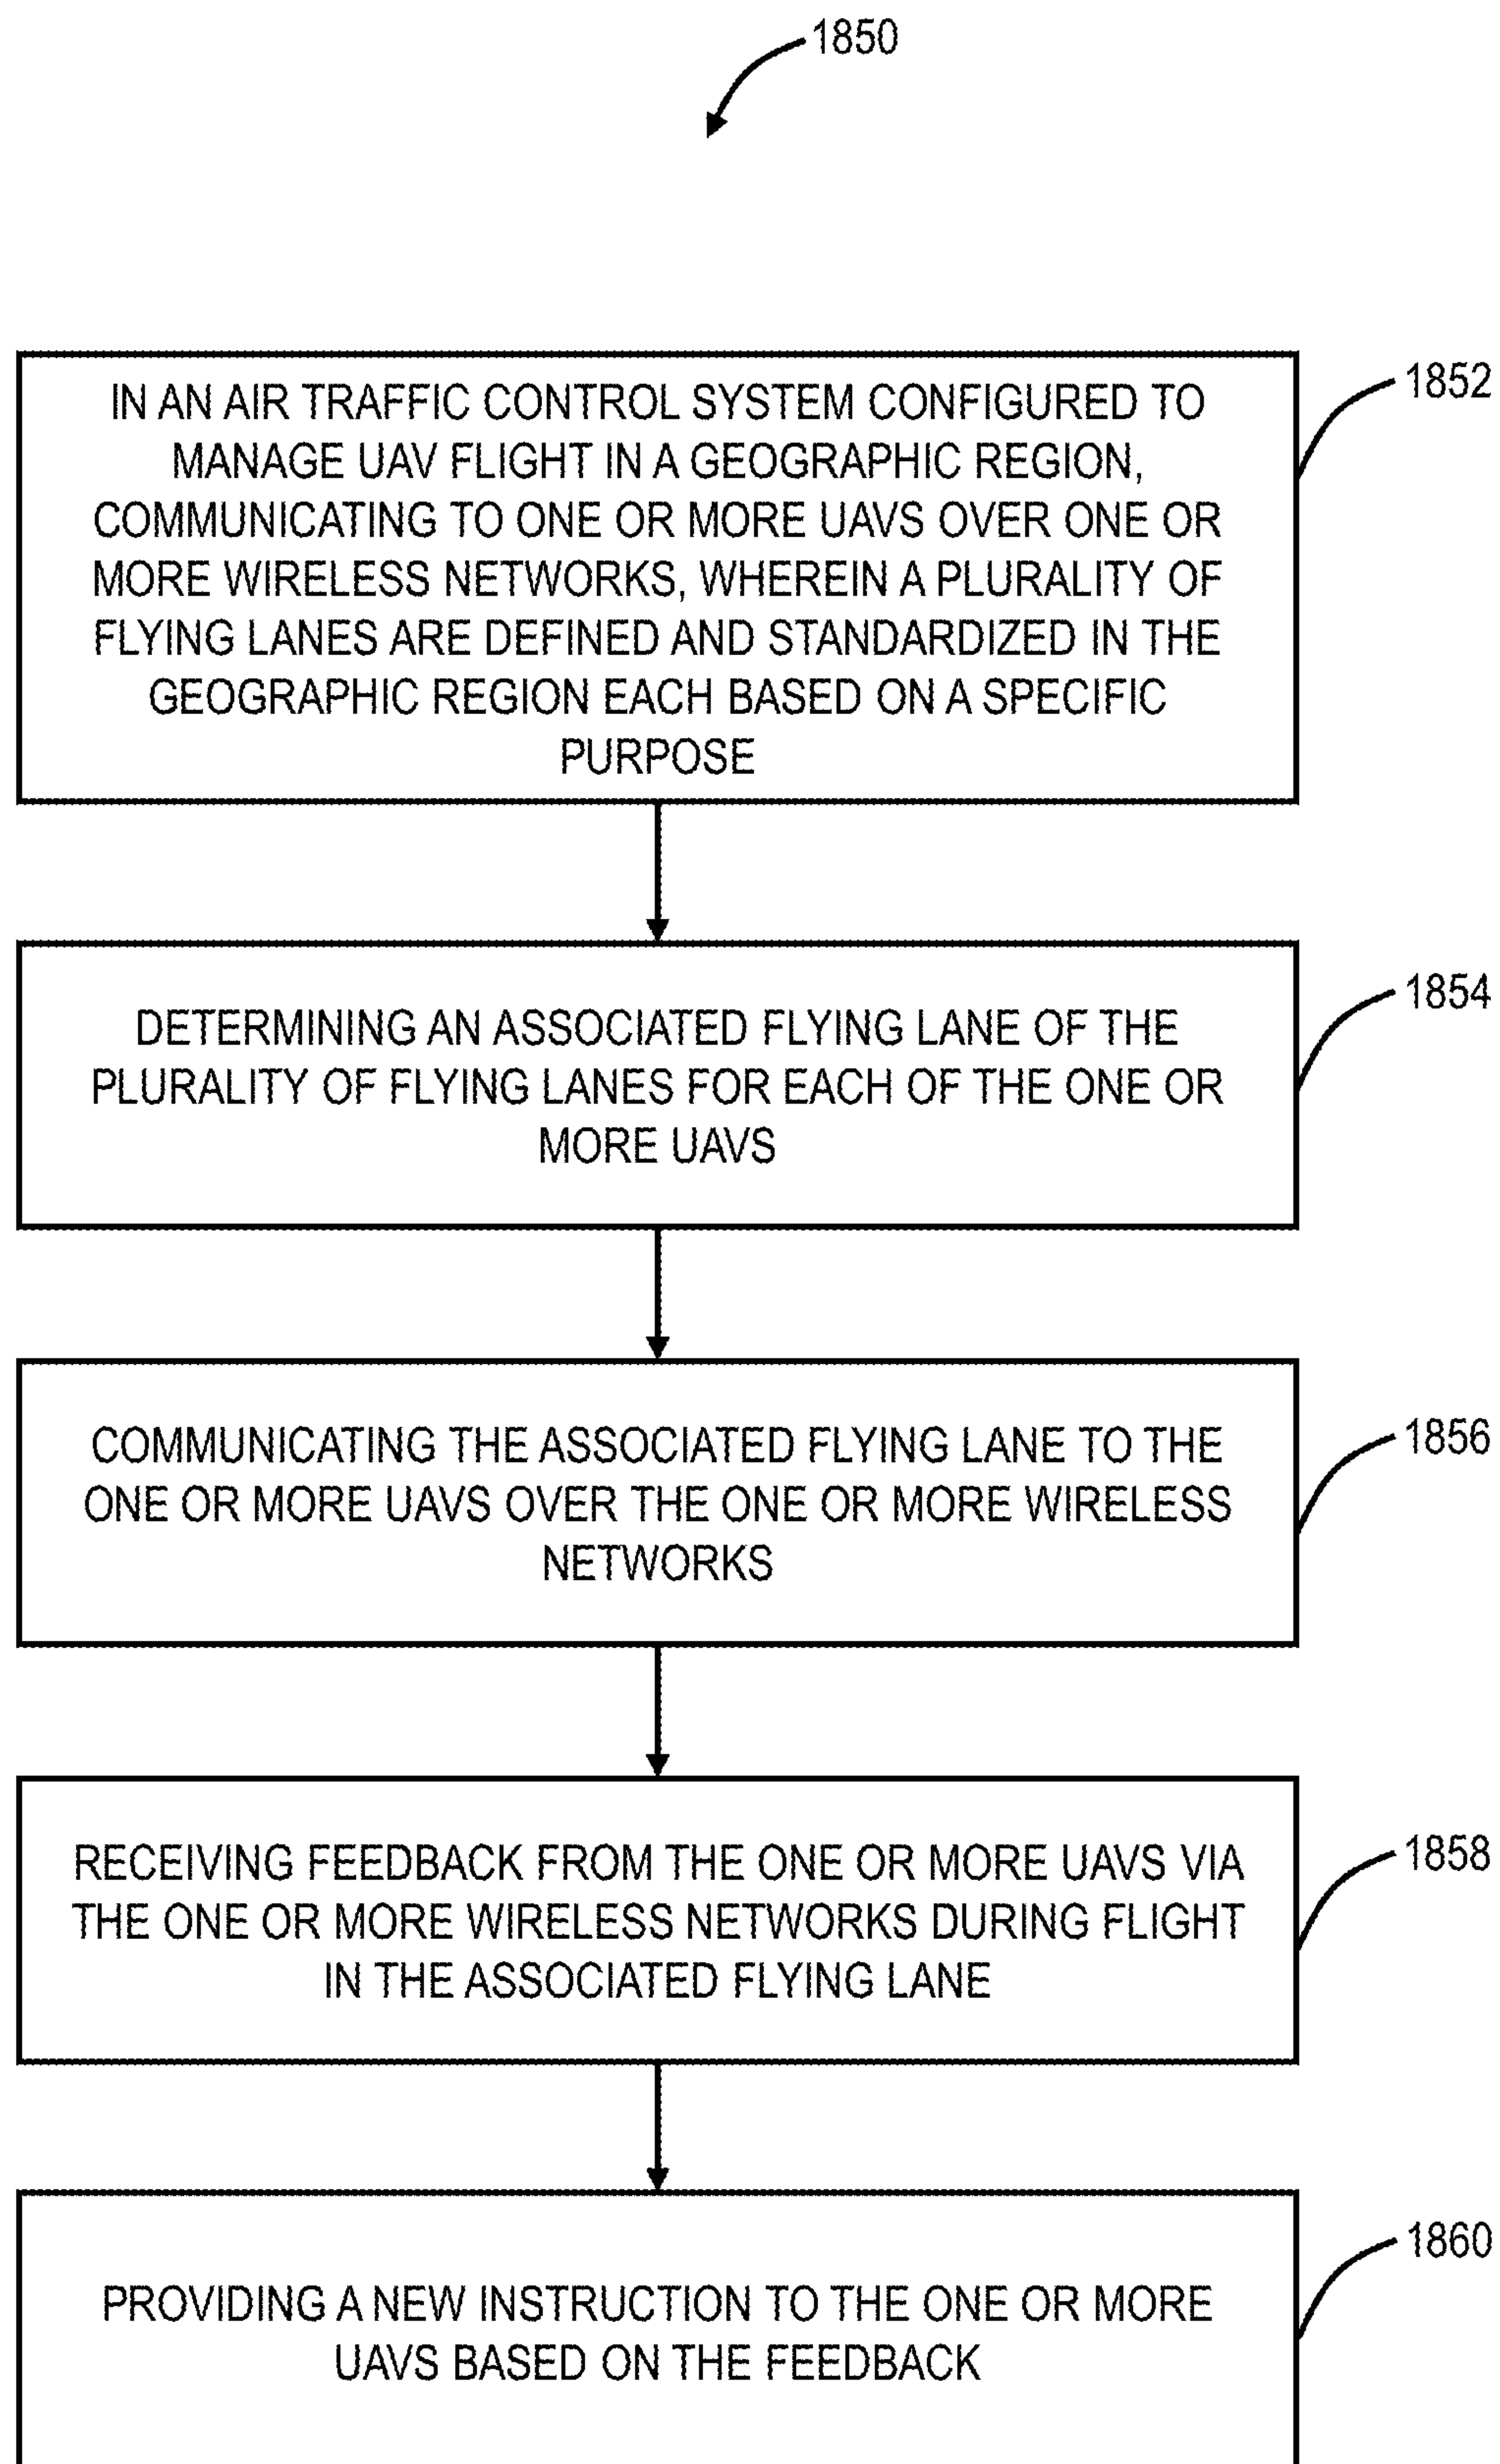 1850
IN AN AIR TRAFFIC CONTROL SYSTEM CONFIGURED TO
MANAGE UAV FLIGHT IN A GEOGRAPHIC REGION,
COMMUNICATING TO ONE OR MORE UAVS OVER ONE OR
MORE WIRELESS NETWORKS, WHEREIN A PLURALITY OF
FLYING LANES ARE DEFINED AND STANDARDIZED IN THE
GEOGRAPHIC REGION EACH BASED ON A SPECIFIC
PURPOSE
1852
DETERMINING AN ASSOCIATED FLYING LANE OF THE
PLURALITY OF FLYING LANES FOR EACH OF THE ONE OR
MORE UAVS
1854
COMMUNICATING THE ASSOCIATED FLYING LANE TO THE
ONE OR MORE UAVS OVER THE ONE OR MORE WIRELESS
NETWORKS
1856
RECEIVING FEEDBACK FROM THE ONE OR MORE UAVS VIA
THE ONE OR MORE WIRELESS NETWORKS DURING FLIGHT
IN THE ASSOCIATED FLYING LANE
1858
PROVIDING A NEW INSTRUCTION TO THE ONE OR MORE
UAVS BASED ON THE FEEDBACK
1860